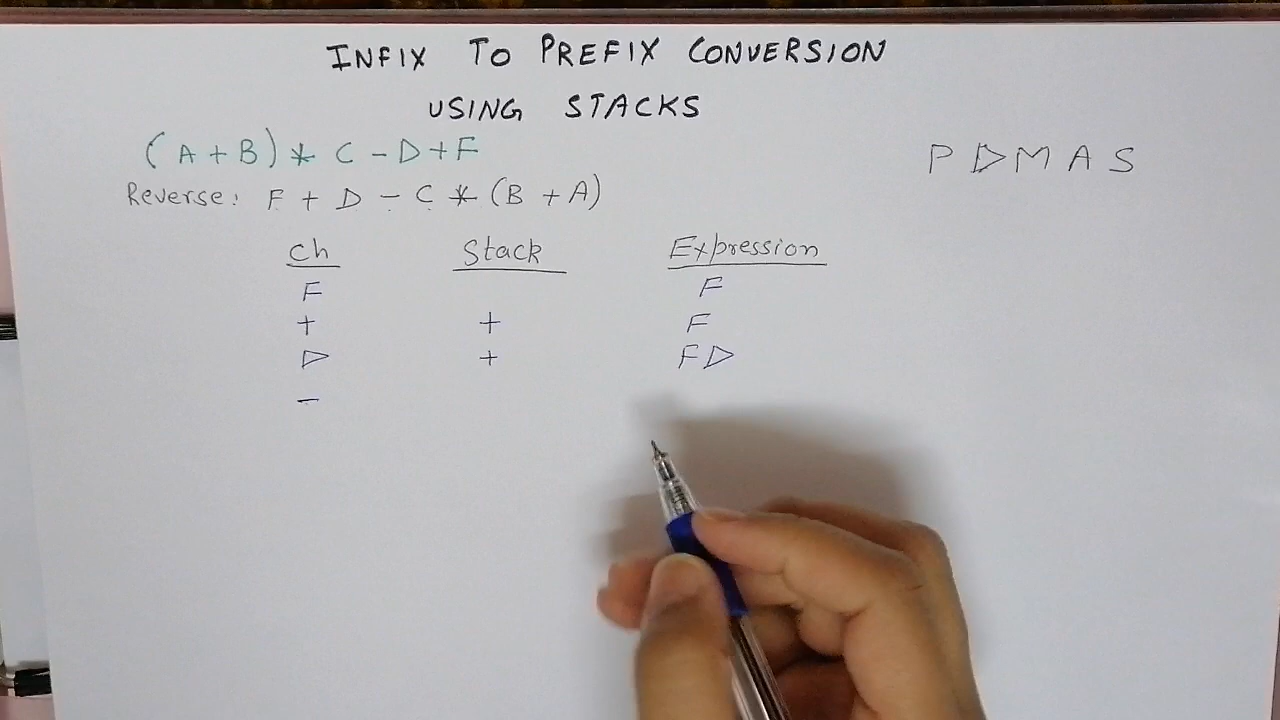 INFIX TO PREFIX CONVERSION
USING STACKS
(A+B) * C - D+F
PDMAS
Reverse: F + D - C * (B + A)
Ch Stack Expression
F F
+ + F
D + FD
-